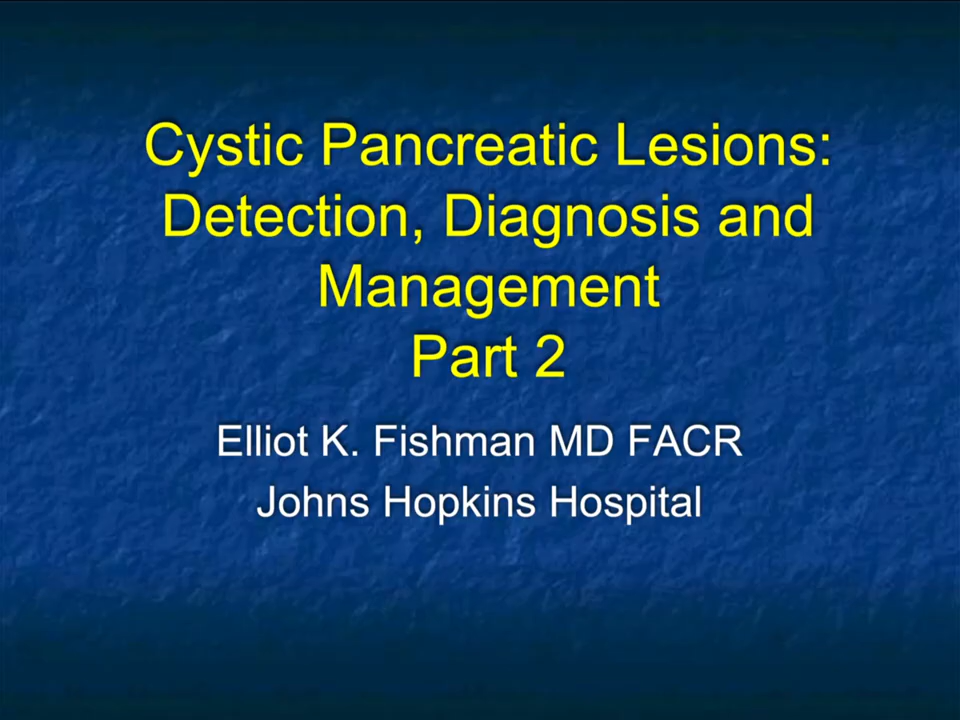 Cystic Pancreatic Lesions:
Detection, Diagnosis and
Management
Part 2
Elliot K. Fishman MD FACR
Johns Hopkins Hospital